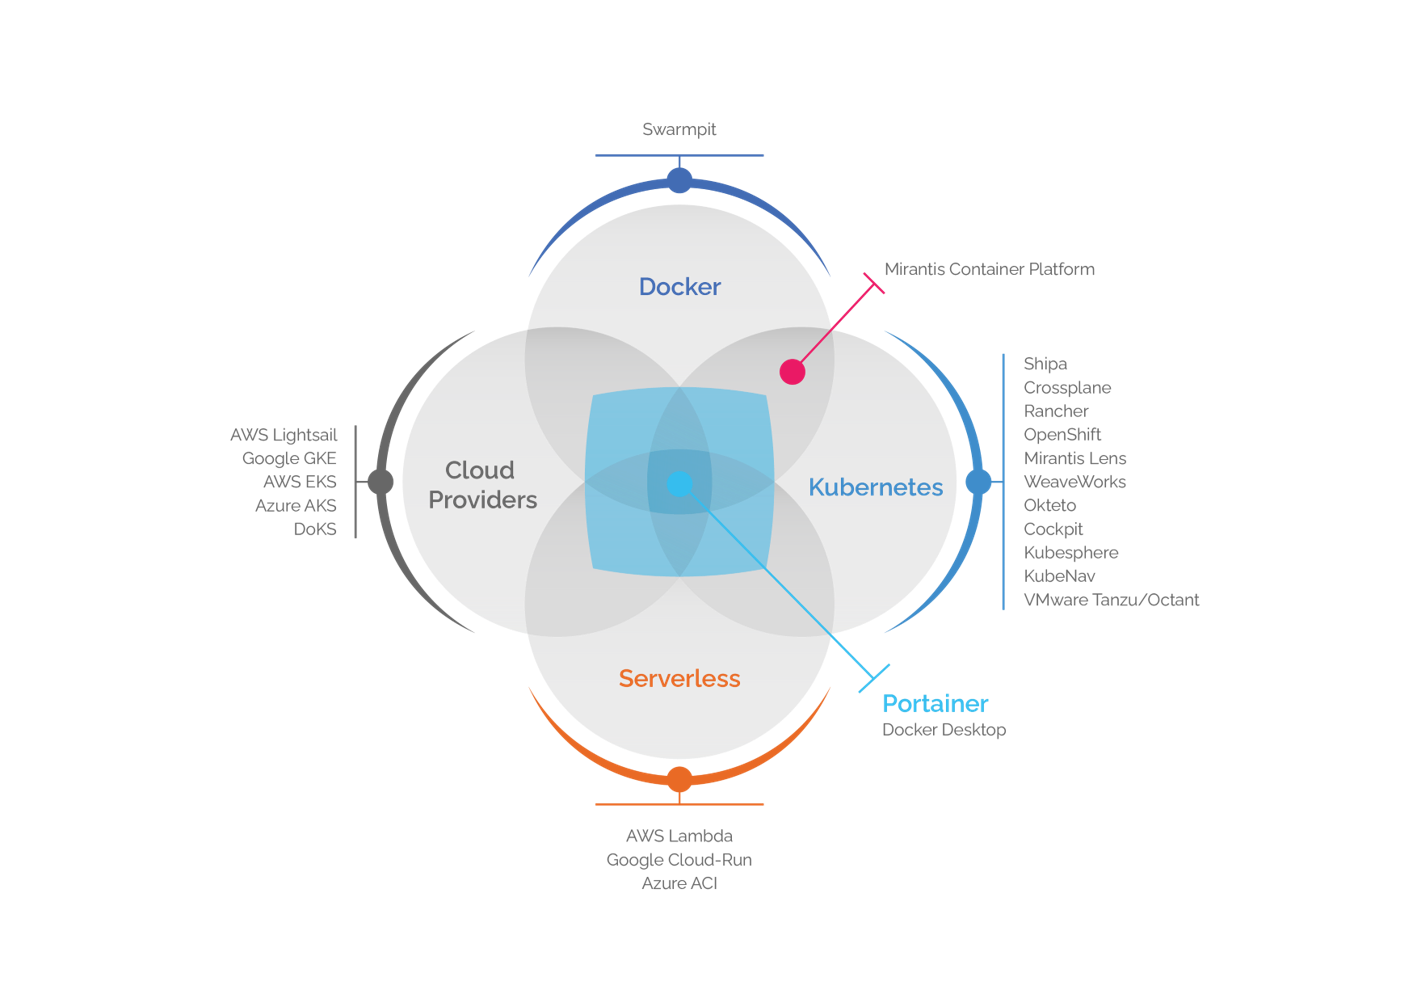 Swarmpit
Docker
Mirantis Container Platform
Cloud
Providers
AWS Lightsail
Google GKE
AWS EKS
Azure AKS
DoKS
Kubernetes
Shipa
Crossplane
Rancher
OpenShift
Mirantis Lens
WeaveWorks
Okteto
Cockpit
Kubesphere
KubeNav
VMware Tanzu/Octant
Serverless
Portainer
Docker Desktop
AWS Lambda
Google Cloud-Run
Azure ACI